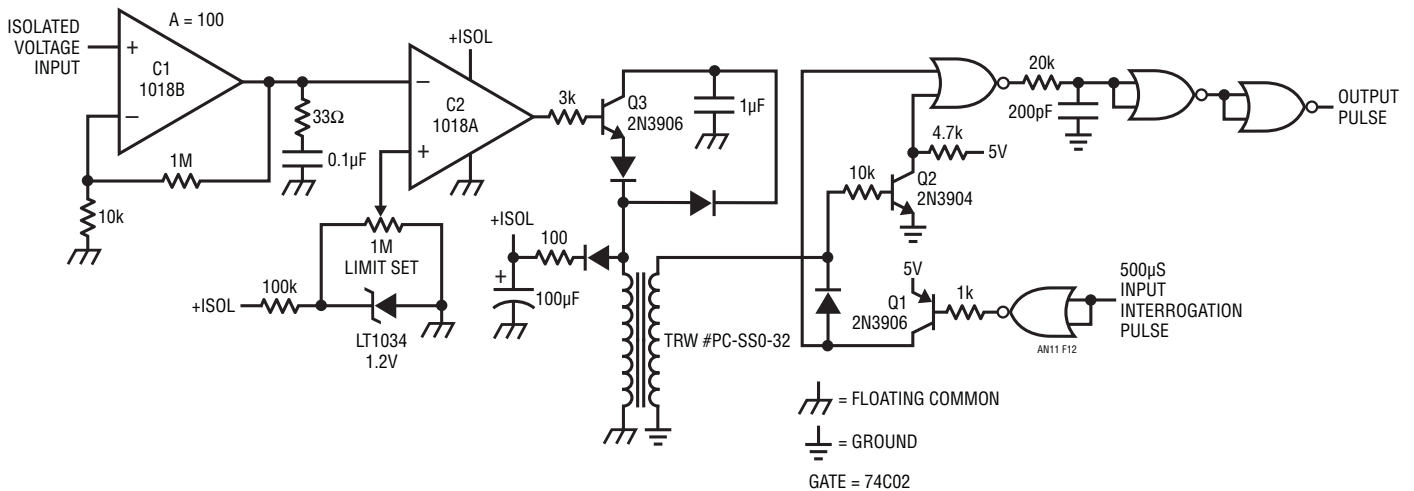 ISOLATED
VOLTAGE
INPUT
A = 100
+
C1
1018B
–
1M
10k
33Ω
0.1µF
+ISOL
–
C2
1018A
+
1M
LIMIT SET
+ISOL
100k
LT1034
1.2V
3k
Q3
2N3906
1µF
+ISOL
100
+
100µF
TRW #PC-SS0-32
20k
200pF
OUTPUT
PULSE
4.7k
5V
10k
Q2
2N3904
5V
Q1
2N3906
1k
500µS
INPUT
INTERROGATION
PULSE
AN11 F12
= FLOATING COMMON
= GROUND
GATE = 74C02